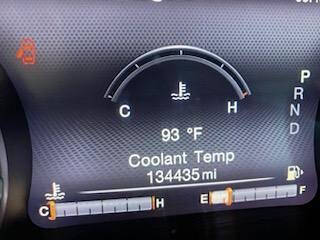 P
R
N
D
C H
93 °F
Coolant Temp
134435 mi
C H E F